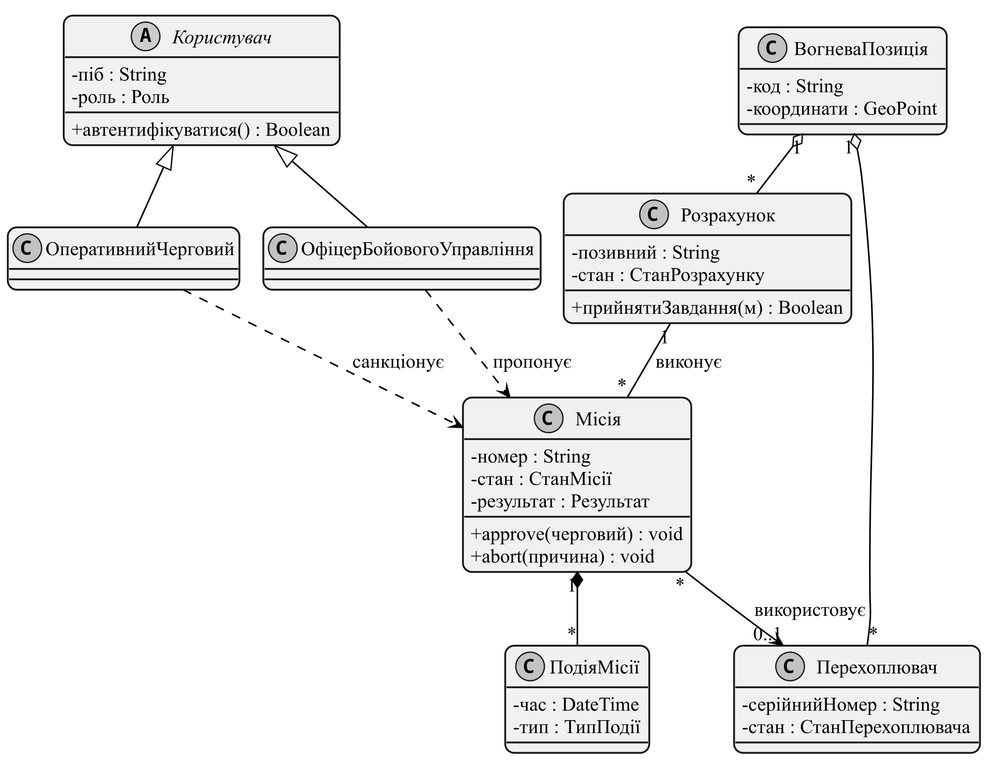 A Користувач
-піб : String
-роль : Роль
+автентифікуватися() : Boolean
C ВогневаПозиція
-код : String
-координати : GeoPoint
1
1
*
C Розрахунок
-позивний : String
-стан : СтанРозрахунку
+прийнятиЗавдання(м) : Boolean
C ОперативнийЧерговий
C ОфіцерБойовогоУправління
1
санкціонує
пропонує
виконує
*
C Місія
-номер : String
-стан : СтанМісії
-результат : Результат
+approve(черговий) : void
+abort(причина) : void
1
*
використовує
*
0..1
*
C ПодіяМісії
-час : DateTime
-тип : ТипПодії
C Перехоплювач
-серійнийНомер : String
-стан : СтанПерехоплювача